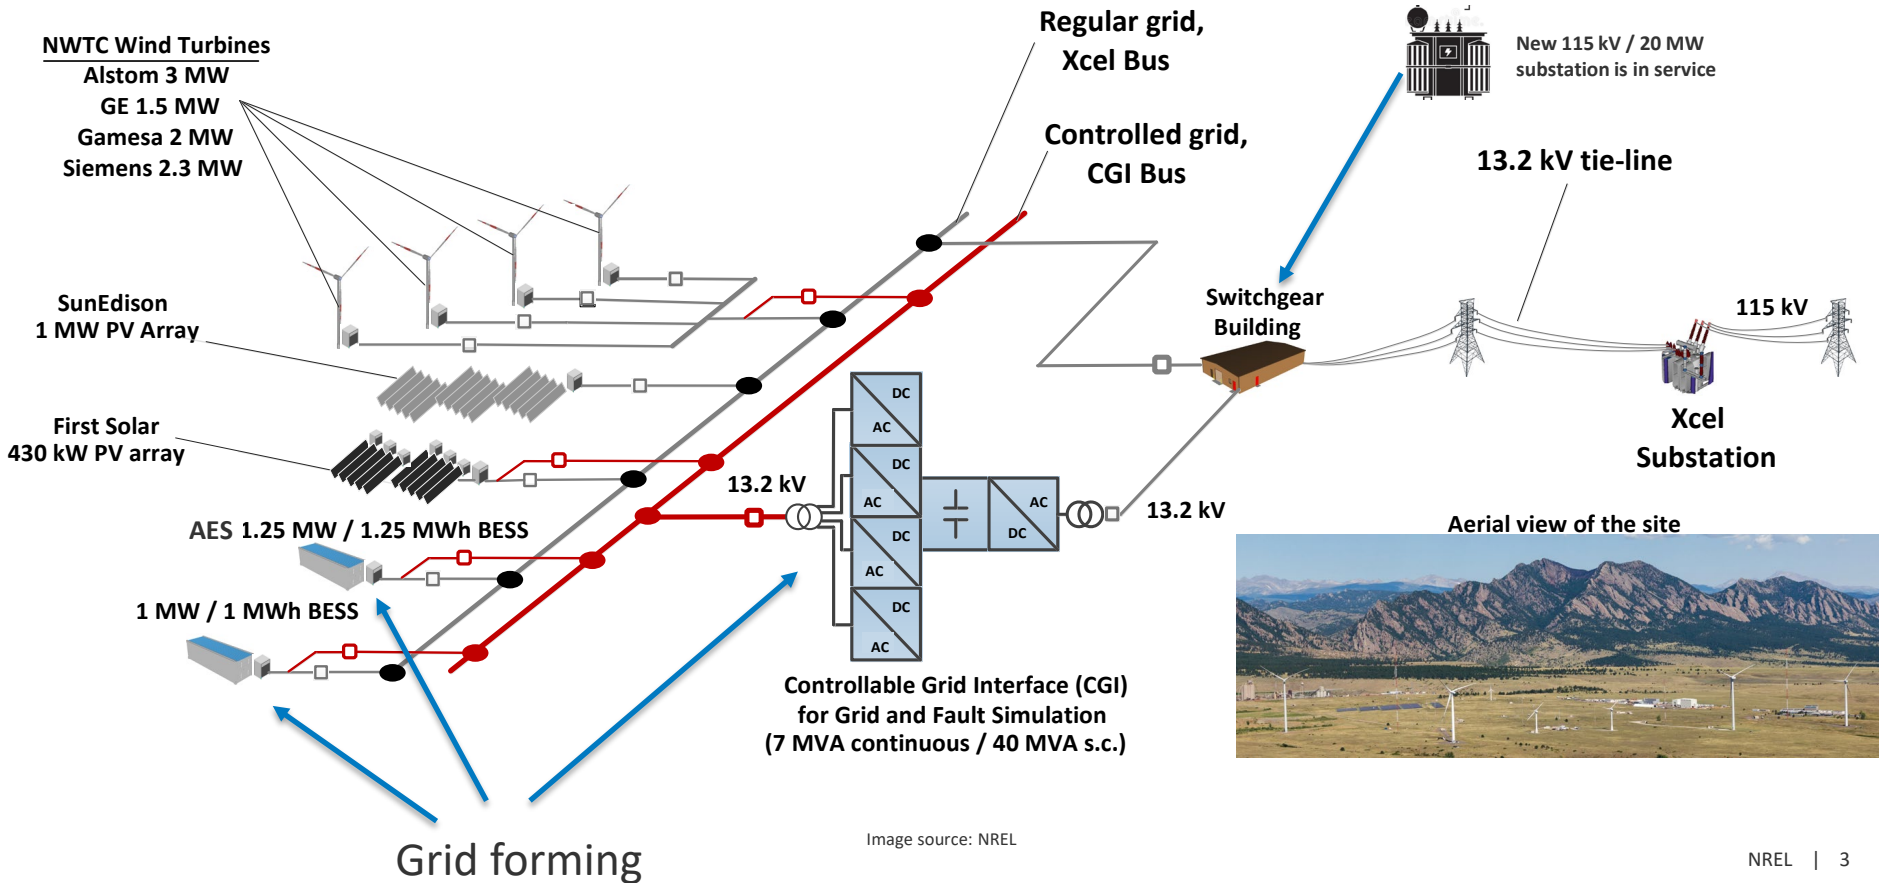 NWTC Wind Turbines
Alstom 3 MW
GE 1.5 MW
Gamesa 2 MW
Siemens 2.3 MW
Regular grid,
Xcel Bus
Controlled grid,
CGI Bus
New 115 kV / 20 MW
substation is in service
13.2 kV tie-line
SunEdison
1 MW PV Array
Switchgear
Building
115 kV
First Solar
430 kW PV array
DC
AC
DC
AC
DC
AC
DC
AC
AC
DC
13.2 kV
13.2 kV
Xcel
Substation
AES 1.25 MW / 1.25 MWh BESS
1 MW / 1 MWh BESS
Aerial view of the site
Controllable Grid Interface (CGI)
for Grid and Fault Simulation
(7 MVA continuous / 40 MVA s.c.)
Grid forming
Image source: NREL
NREL | 3